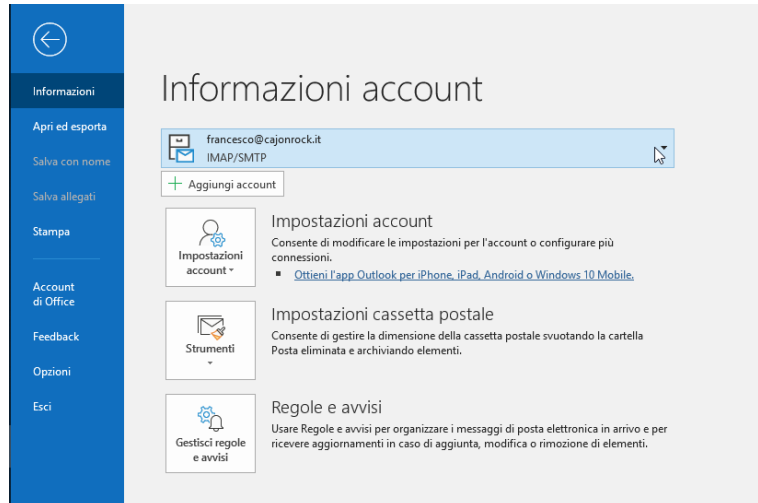 Informazioni
Apri ed esporta
Salva con nome
Salva allegati
Stampa
Account
di Office
Feedback
Opzioni
Esci
Informazioni account
francesco@cajonrock.it
IMAP/SMTP
Aggiungi account
Impostazioni
account
Impostazioni account
Consente di modificare le impostazioni per l'account o configurare più
connessioni.
Ottieni l'app Outlook per iPhone, iPad, Android o Windows 10 Mobile.
Strumenti
Impostazioni cassetta postale
Consente di gestire la dimensione della cassetta postale svuotando la cartella
Posta eliminata e archiviando elementi.
Gestisci regole
e avvisi
Regole e avvisi
Usare Regole e avvisi per organizzare i messaggi di posta elettronica in arrivo e per
ricevere aggiornamenti in caso di aggiunta, modifica o rimozione di elementi.